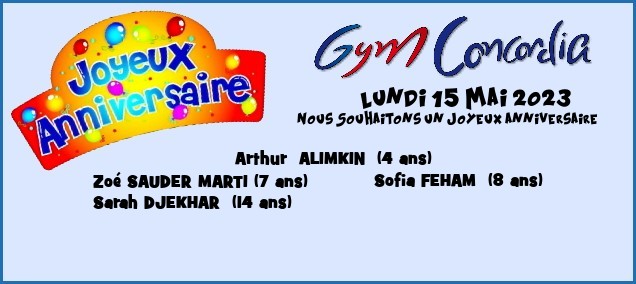 Joyeux
Anniversaire
Gym Concordia
LUNDI 15 MAI 2023
NOUS SOUHAITONS UN JOYEUX ANNIVERSAIRE
Arthur ALIMKIN (4 ans)
Zoé SAUDER MARTI (7 ans) Sofia FEHAM (8 ans)
Sarah DJEKHAR (14 ans)